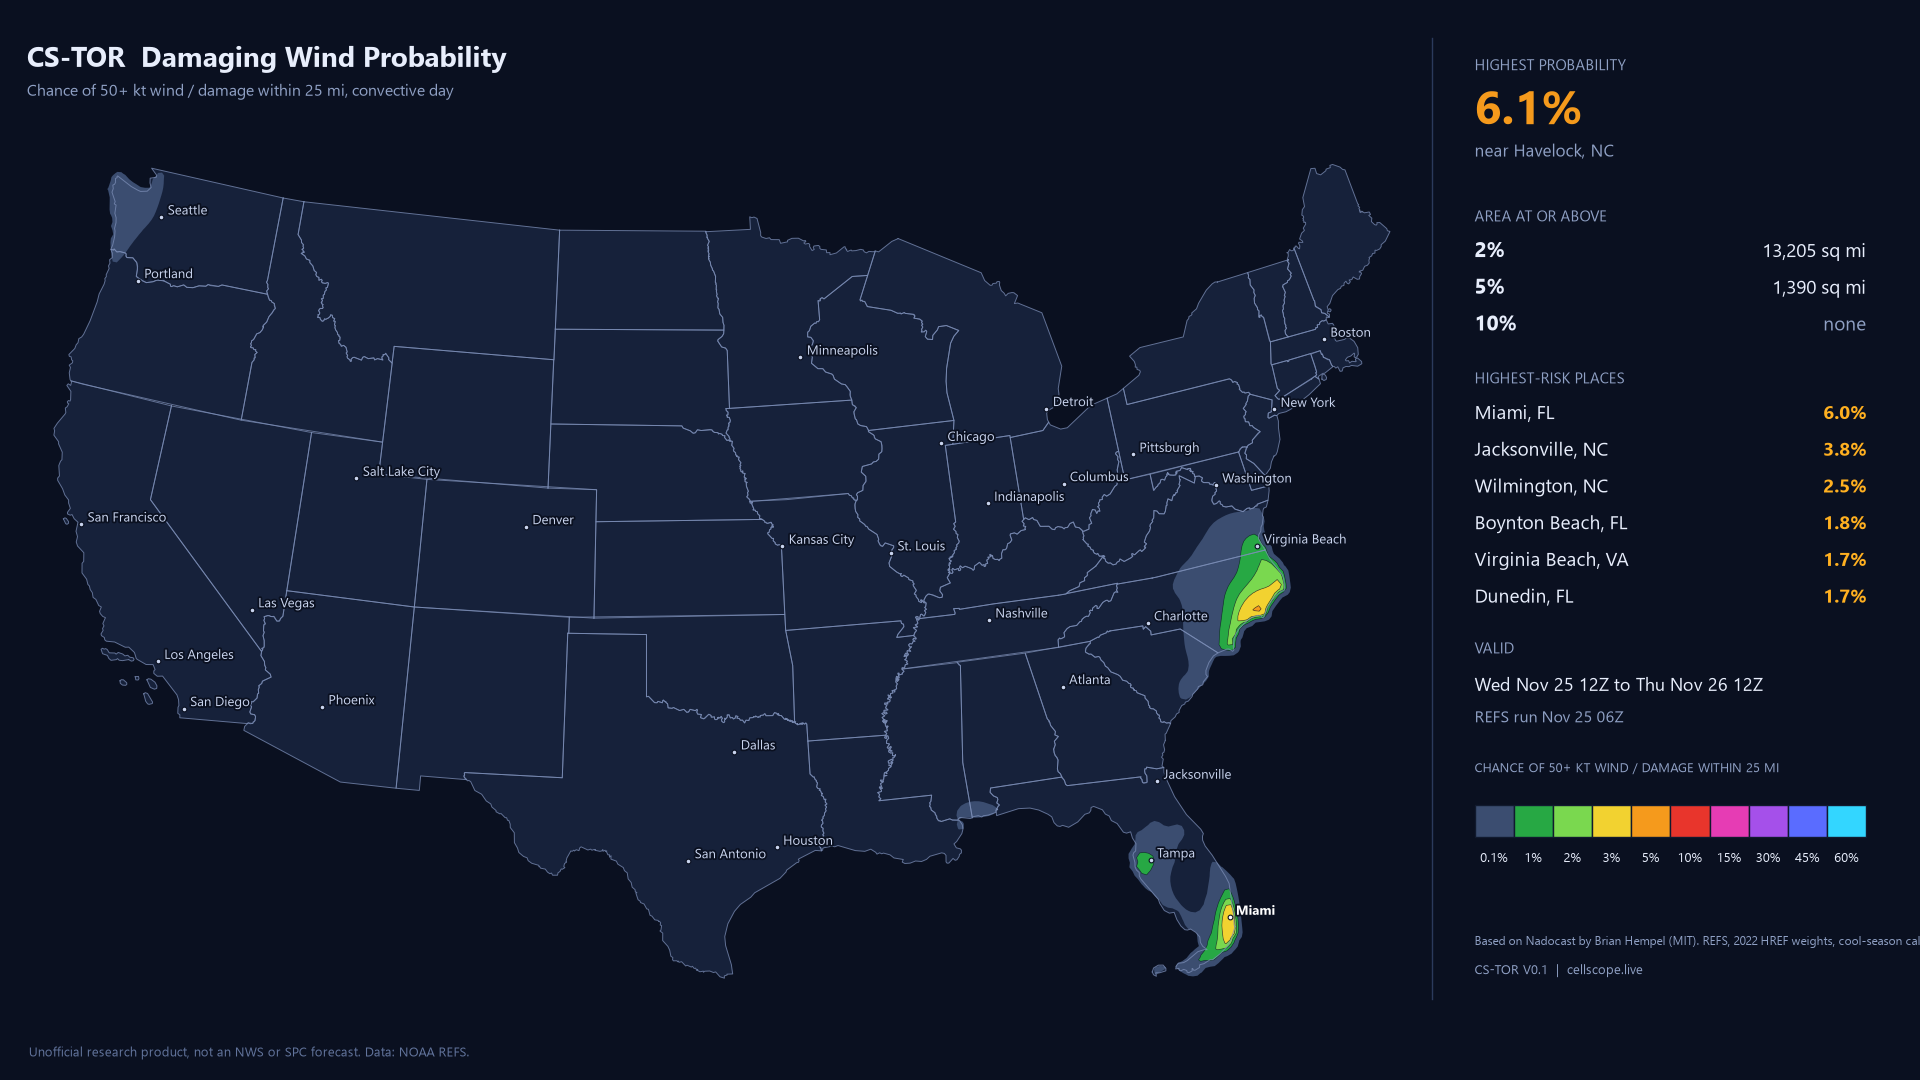 CS-TOR  Damaging Wind Probability
Chance of 50+ kt wind / damage within 25 mi, convective day
Seattle
Portland
Minneapolis
Boston
Detroit
New York
Chicago
Pittsburgh
Salt Lake City
Columbus
Washington
Indianapolis
San Francisco
Denver
Kansas City
St. Louis
Virginia Beach
Las Vegas
Nashville
Charlotte
Los Angeles
Atlanta
San Diego
Phoenix
Dallas
Jacksonville
Houston
San Antonio
Tampa
Miami
HIGHEST PROBABILITY
6.1%
near Havelock, NC
AREA AT OR ABOVE
2% 13,205 sq mi
5% 1,390 sq mi
10% none
HIGHEST-RISK PLACES
Miami, FL 6.0%
Jacksonville, NC 3.8%
Wilmington, NC 2.5%
Boynton Beach, FL 1.8%
Virginia Beach, VA 1.7%
Dunedin, FL 1.7%
VALID
Wed Nov 25 12Z to Thu Nov 26 12Z
REFS run Nov 25 06Z
CHANCE OF 50+ KT WIND / DAMAGE WITHIN 25 MI
0.1% 1% 2% 3% 5% 10% 15% 30% 45% 60%
Based on Nadocast by Brian Hempel (MIT). REFS, 2022 HREF weights, cool-season cal
CS-TOR V0.1 | cellscope.live
Unofficial research product, not an NWS or SPC forecast. Data: NOAA REFS.